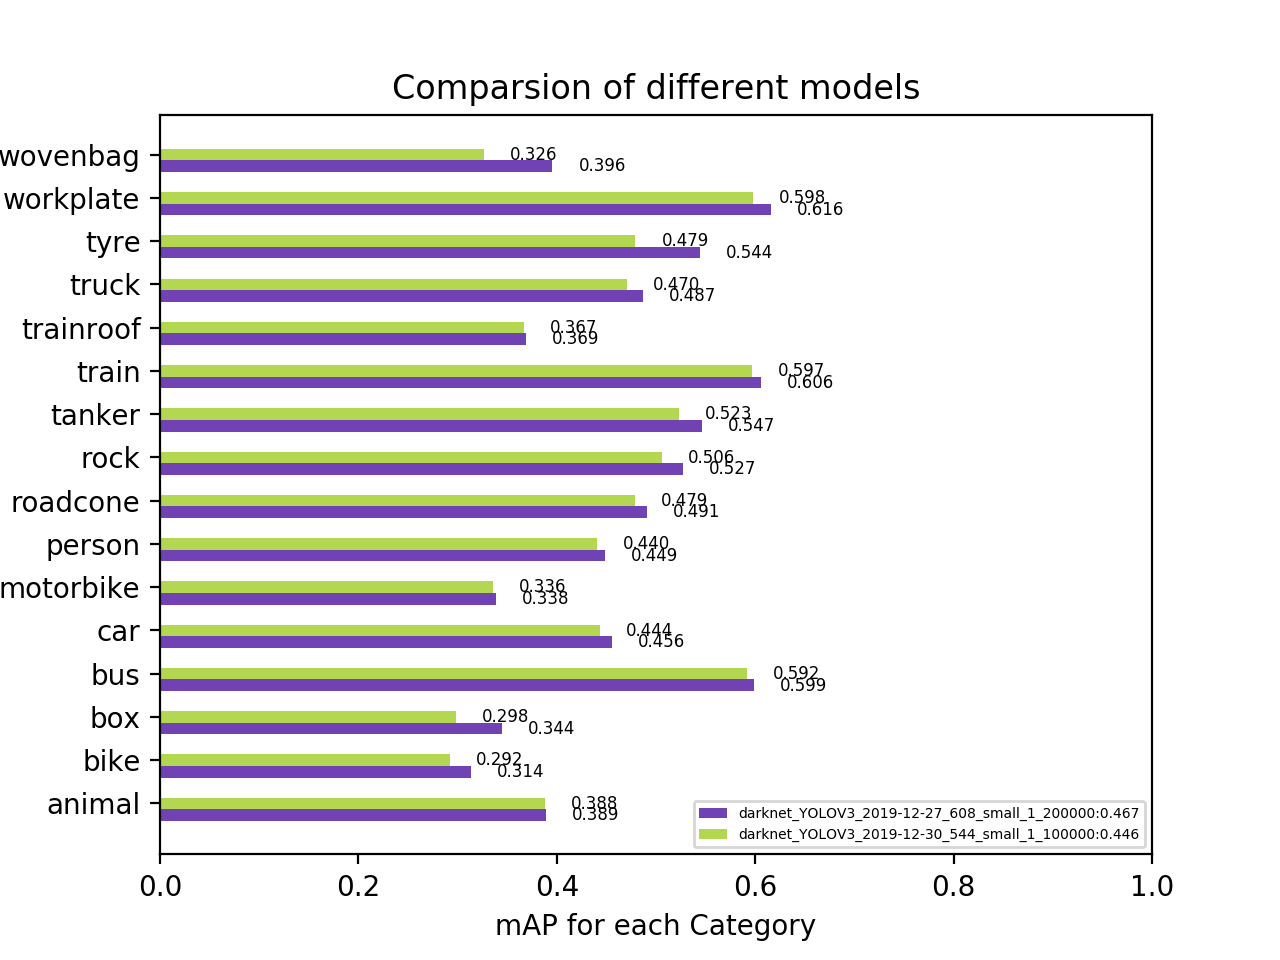 Comparsion of different models
wovenbag 0.326
0.396
workplate 0.598
0.616
tyre 0.479
0.544
truck 0.470
0.487
trainroof 0.367
0.369
train 0.597
0.606
tanker 0.523
0.547
rock 0.506
0.527
roadcone 0.479
0.491
person 0.440
0.449
motorbike 0.336
0.338
car 0.444
0.456
bus 0.592
0.599
box 0.298
0.344
bike 0.292
0.314
animal 0.388
0.389
darknet_YOLOV3_2019-12-27_608_small_1_200000:0.467
darknet_YOLOV3_2019-12-30_544_small_1_100000:0.446
0.0 0.2 0.4 0.6 0.8 1.0
mAP for each Category